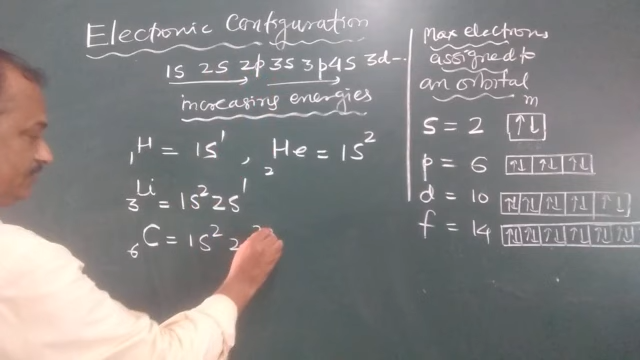 Electronic Configuration
1S 2S 2p 3S 3p 4S 3d --
increasing energies
₁H = 1S¹ , ₂He = 1S²
₃Li = 1S² 2S¹
₆C = 1S² 2
Max electrons
assigned to
an orbital
m
S = 2 ↑↓
p = 6 ↑↓ ↑↓ ↑↓
d = 10 ↑↓ ↑↓ ↑↓ ↑↓ ↑↓
f = 14 ↑↓ ↑↓ ↑↓ ↑↓ ↑↓ ↑↓ ↑↓